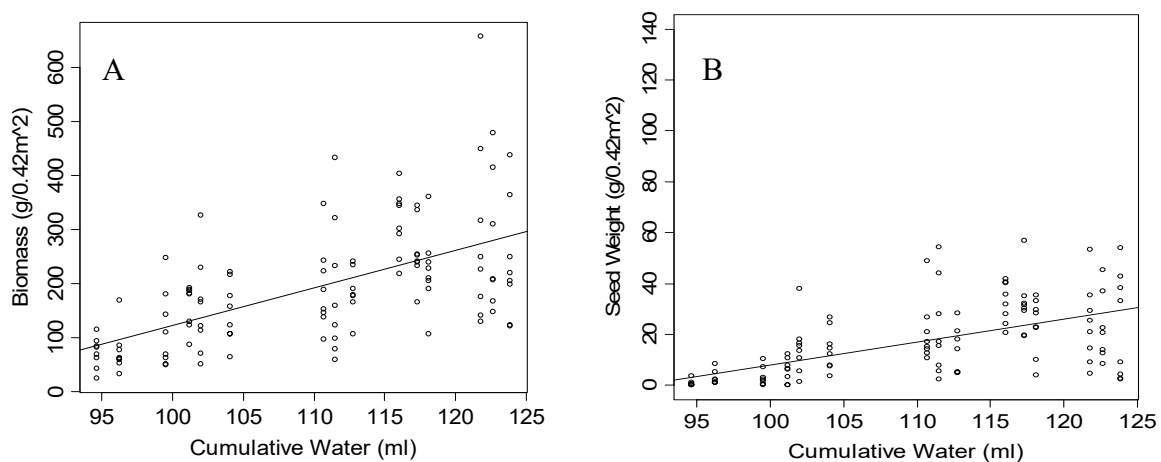 A
Biomass (g/0.42m^2)
0 100 200 300 400 500 600
95 100 105 110 115 120 125
Cumulative Water (ml)
B
Seed Weight (g/0.42m^2)
0 20 40 60 80 100 120 140
95 100 105 110 115 120 125
Cumulative Water (ml)